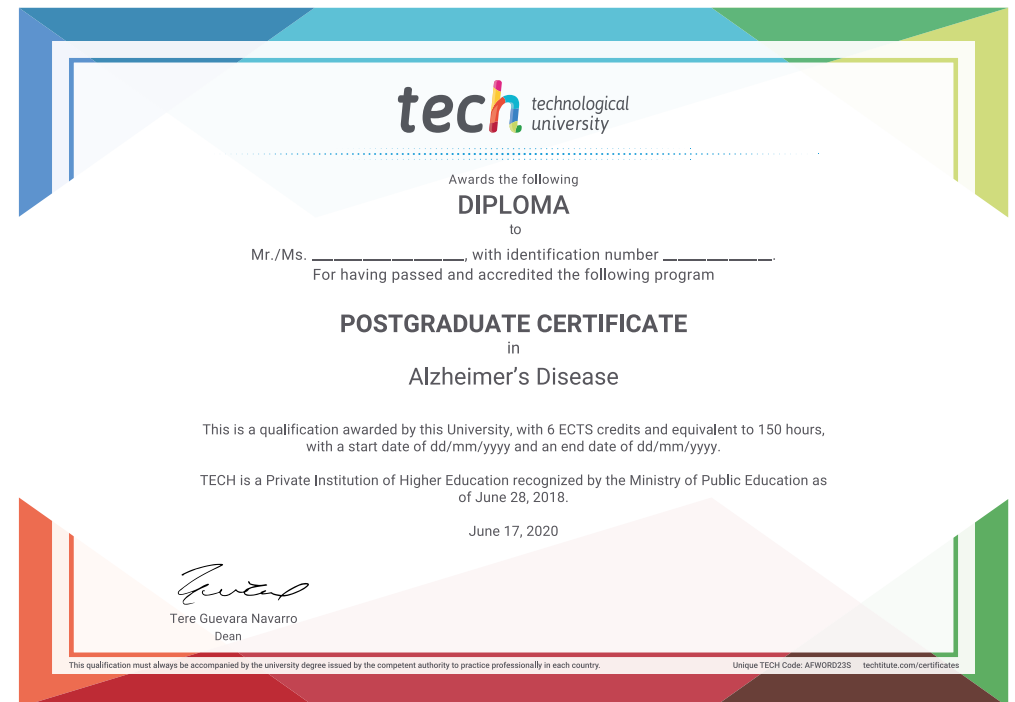 tech technological
university
Awards the following
DIPLOMA
to
Mr./Ms. ______________, with identification number __________.
For having passed and accredited the following program
POSTGRADUATE CERTIFICATE
in
Alzheimer’s Disease
This is a qualification awarded by this University, with 6 ECTS credits and equivalent to 150 hours,
with a start date of dd/mm/yyyy and an end date of dd/mm/yyyy.
TECH is a Private Institution of Higher Education recognized by the Ministry of Public Education as
of June 28, 2018.
June 17, 2020
Tere Guevara Navarro
Dean
This qualification must always be accompanied by the university degree issued by the competent authority to practice professionally in each country.
Unique TECH Code: AFWORD23S techtitute.com/certificates